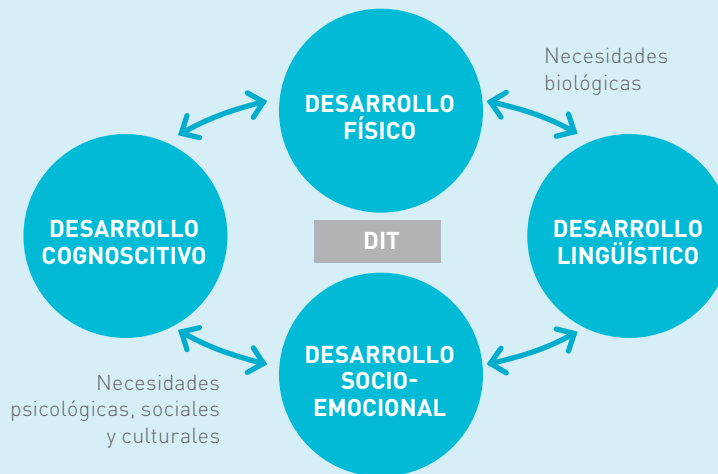 DESARROLLO
FÍSICO
Necesidades
biológicas
DESARROLLO
COGNOSCITIVO
DIT
DESARROLLO
LINGÜÍSTICO
DESARROLLO
SOCIO-
EMOCIONAL
Necesidades
psicológicas, sociales
y culturales